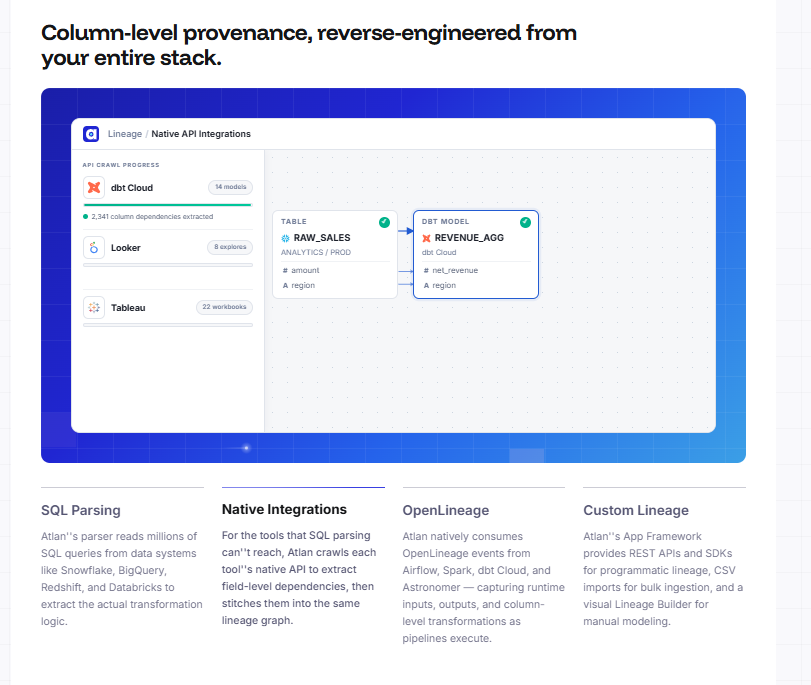 Column-level provenance, reverse-engineered from
your entire stack.
Lineage / Native API Integrations
API CRAWL PROGRESS
dbt Cloud
14 models
2,341 column dependencies extracted
Looker
8 explores
Tableau
22 workbooks
TABLE
RAW_SALES
ANALYTICS / PROD
# amount
A region
DBT MODEL
REVENUE_AGG
dbt Cloud
# net_revenue
A region
SQL Parsing
Atlan''s parser reads millions of
SQL queries from data systems
like Snowflake, BigQuery,
Redshift, and Databricks to
extract the actual transformation
logic.
Native Integrations
For the tools that SQL parsing
can''t reach, Atlan crawls each
tool''s native API to extract
field-level dependencies, then
stitches them into the same
lineage graph.
OpenLineage
Atlan natively consumes
OpenLineage events from
Airflow, Spark, dbt Cloud, and
Astronomer — capturing runtime
inputs, outputs, and column-
level transformations as
pipelines execute.
Custom Lineage
Atlan''s App Framework
provides REST APIs and SDKs
for programmatic lineage, CSV
imports for bulk ingestion, and a
visual Lineage Builder for
manual modeling.